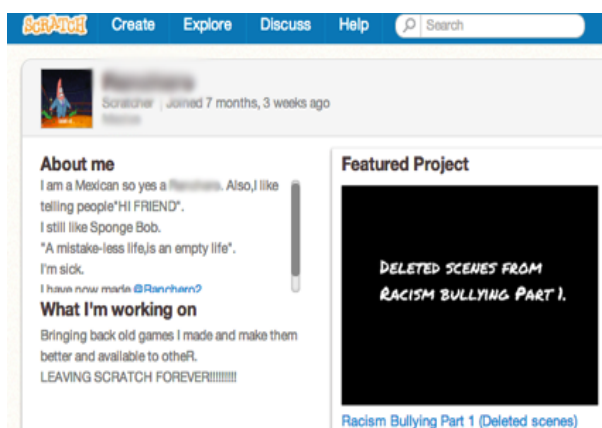 SCRATCH Create Explore Discuss Help Search
Scratcher Joined 7 months, 3 weeks ago
About me
I am a Mexican so yes a . Also,I like
telling people"HI FRIEND".
I still like Sponge Bob.
"A mistake-less life,is an empty life".
I'm sick.
I have now made @Ranchero2
What I'm working on
Bringing back old games I made and make them
better and available to otheR.
LEAVING SCRATCH FOREVER!!!!!!!!!
Featured Project
DELETED SCENES FROM
RACISM BULLYING PART 1.
Racism Bullying Part 1 (Deleted scenes)